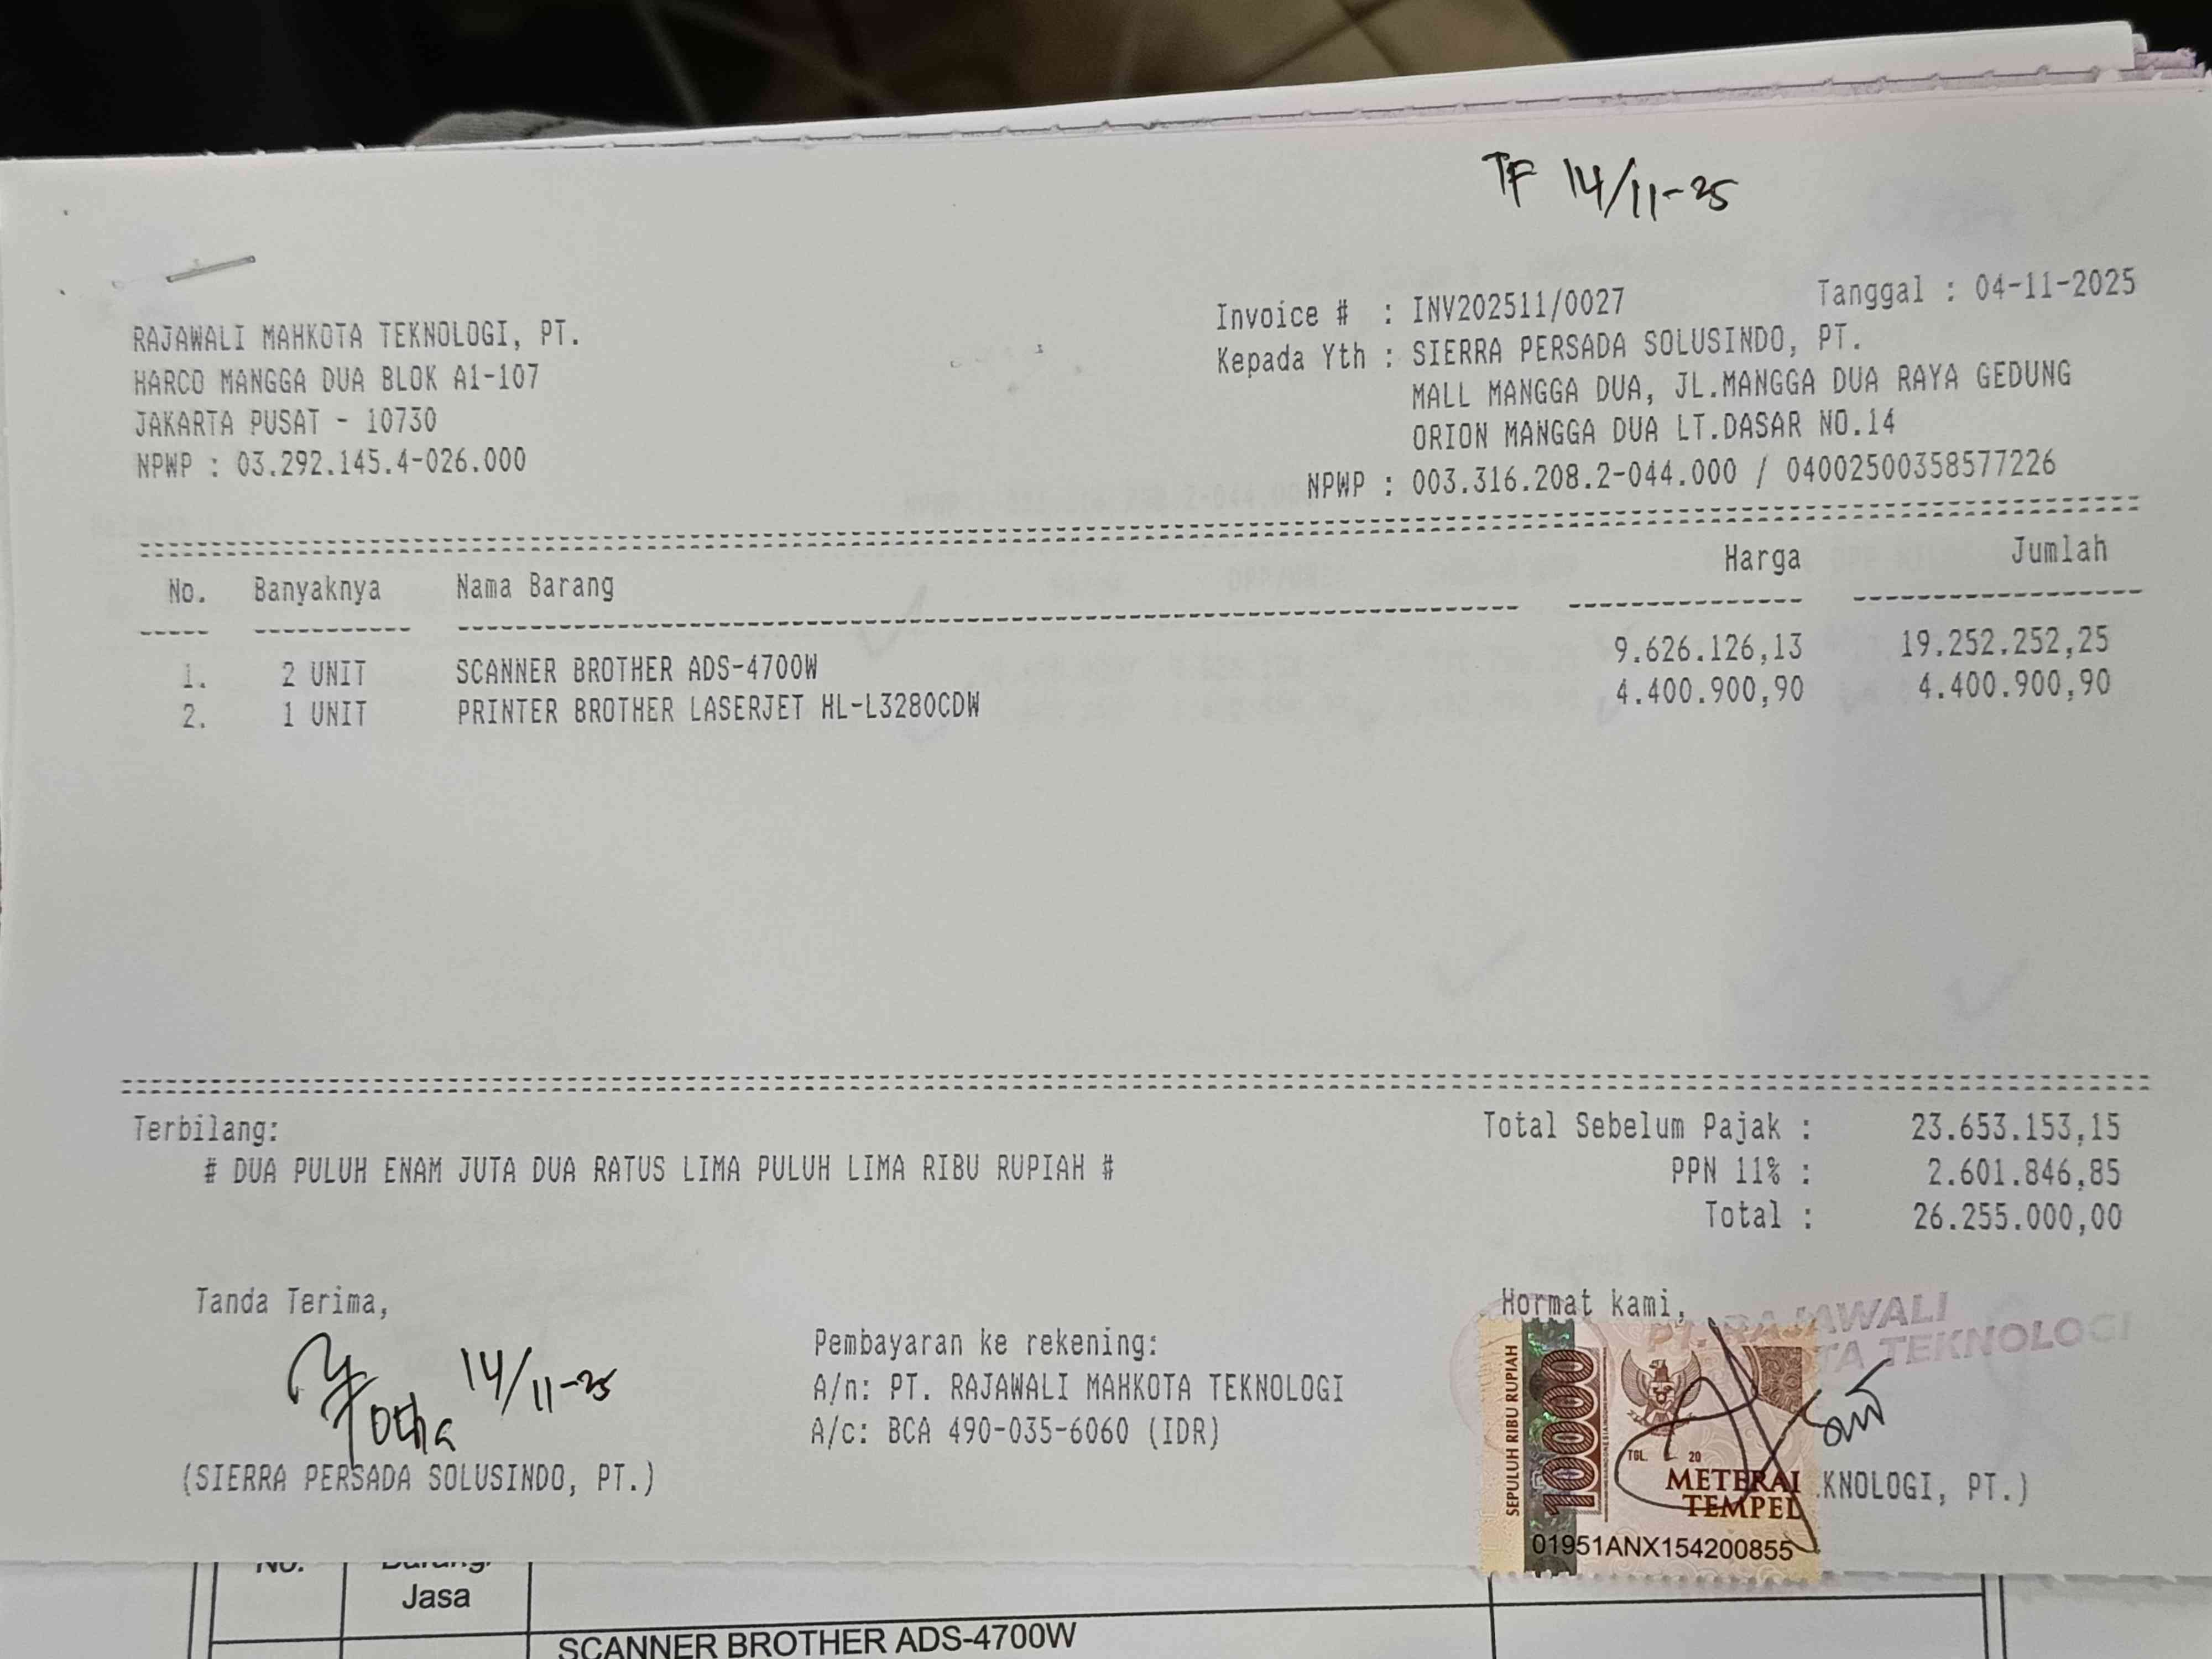 TF 14/11-25
RAJAWALI MAHKOTA TEKNOLOGI, PT.
HARCO MANGGA DUA BLOK A1-107
JAKARTA PUSAT - 10730
NPWP : 03.292.145.4-026.000
Invoice # : INV202511/0027 Tanggal : 04-11-2025
Kepada Yth : SIERRA PERSADA SOLUSINDO, PT.
MALL MANGGA DUA, JL.MANGGA DUA RAYA GEDUNG
ORION MANGGA DUA LT.DASAR NO.14
NPWP : 003.316.208.2-044.000 / 04002500358577226
No. Banyaknya Nama Barang Harga Jumlah
1. 2 UNIT SCANNER BROTHER ADS-4700W 9.626.126,13 19.252.252,25
2. 1 UNIT PRINTER BROTHER LASERJET HL-L3280CDW 4.400.900,90 4.400.900,90
Terbilang:
# DUA PULUH ENAM JUTA DUA RATUS LIMA PULUH LIMA RIBU RUPIAH #
Total Sebelum Pajak : 23.653.153,15
PPN 11% : 2.601.846,85
Total : 26.255.000,00
Tanda Terima,
14/11-25
(SIERRA PERSADA SOLUSINDO, PT.)
Pembayaran ke rekening:
A/n: PT. RAJAWALI MAHKOTA TEKNOLOGI
A/c: BCA 490-035-6060 (IDR)
Hormat kami,
PT. RAJAWALI
TA TEKNOLOGI
SEPULUH RIBU RUPIAH
10000
TGL. 20
METERAI
TEMPEL
01951ANX154200855
KNOLOGI, PT.)
No. Barang/
Jasa
SCANNER BROTHER ADS-4700W